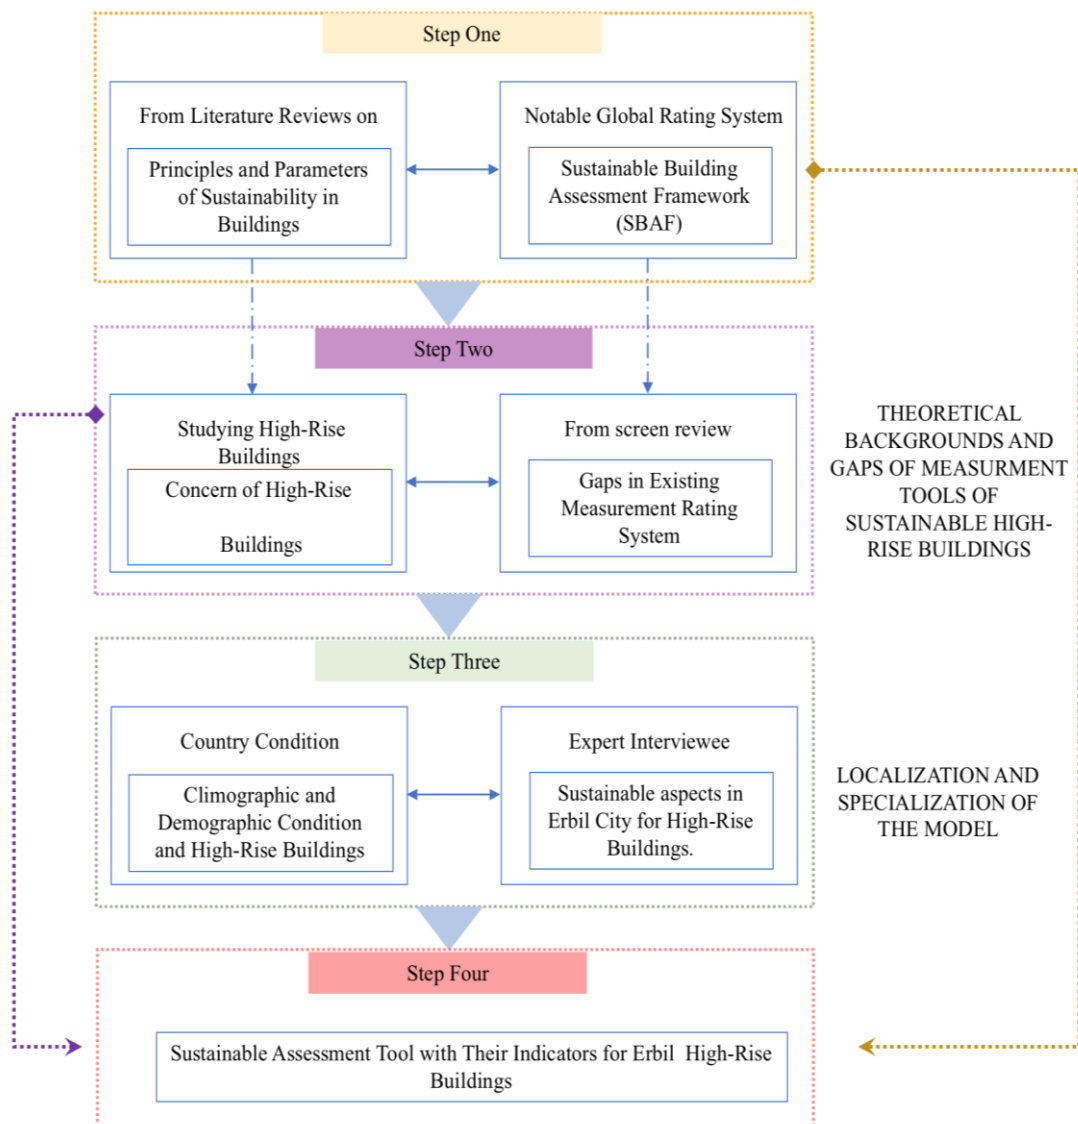 Step One
From Literature Reviews on
Principles and Parameters
of Sustainability in
Buildings
Notable Global Rating System
Sustainable Building
Assessment Framework
(SBAF)
Step Two
Studying High-Rise
Buildings
Concern of High-Rise
Buildings
From screen review
Gaps in Existing
Measurement Rating
System
THEORETICAL
BACKGROUNDS AND
GAPS OF MEASURMENT
TOOLS OF
SUSTAINABLE HIGH-
RISE BUILDINGS
Step Three
Country Condition
Climographic and
Demographic Condition
and High-Rise Buildings
Expert Interviewee
Sustainable aspects in
Erbil City for High-Rise
Buildings.
LOCALIZATION AND
SPECIALIZATION OF
THE MODEL
Step Four
Sustainable Assessment Tool with Their Indicators for Erbil High-Rise
Buildings